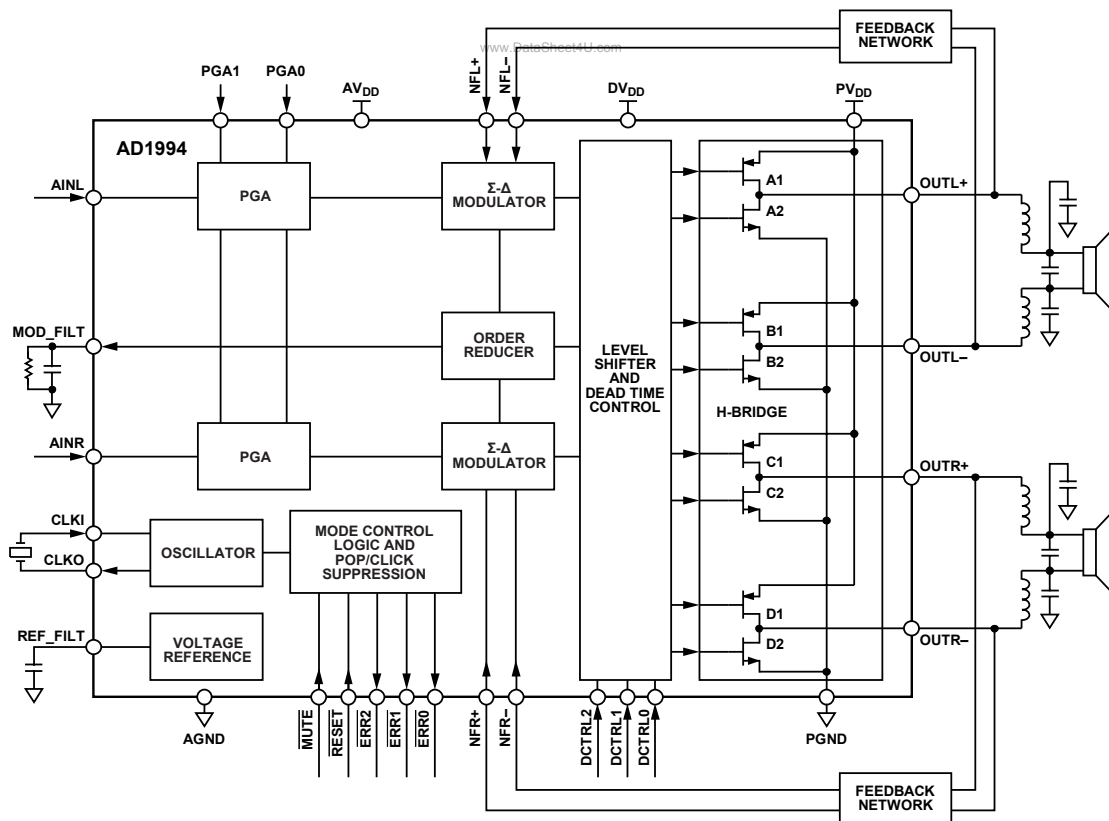 FEEDBACK
NETWORK
www.DataSheet4U.com
PGA1
PGA0
AVDD
NFL+
NFL–
DVDD
PVDD
AD1994
AINL
PGA
Σ-Δ
MODULATOR
A1
A2
OUTL+
MOD_FILT
ORDER
REDUCER
LEVEL
SHIFTER
AND
DEAD TIME
CONTROL
B1
B2
OUTL–
H-BRIDGE
AINR
PGA
Σ-Δ
MODULATOR
C1
C2
OUTR+
CLKI
CLKO
OSCILLATOR
MODE CONTROL
LOGIC AND
POP/CLICK
SUPPRESSION
D1
D2
OUTR–
REF_FILT
VOLTAGE
REFERENCE
AGND
MUTE
RESET
ERR2
ERR1
ERR0
NFR+
NFR–
DCTRL2
DCTRL1
DCTRL0
PGND
FEEDBACK
NETWORK